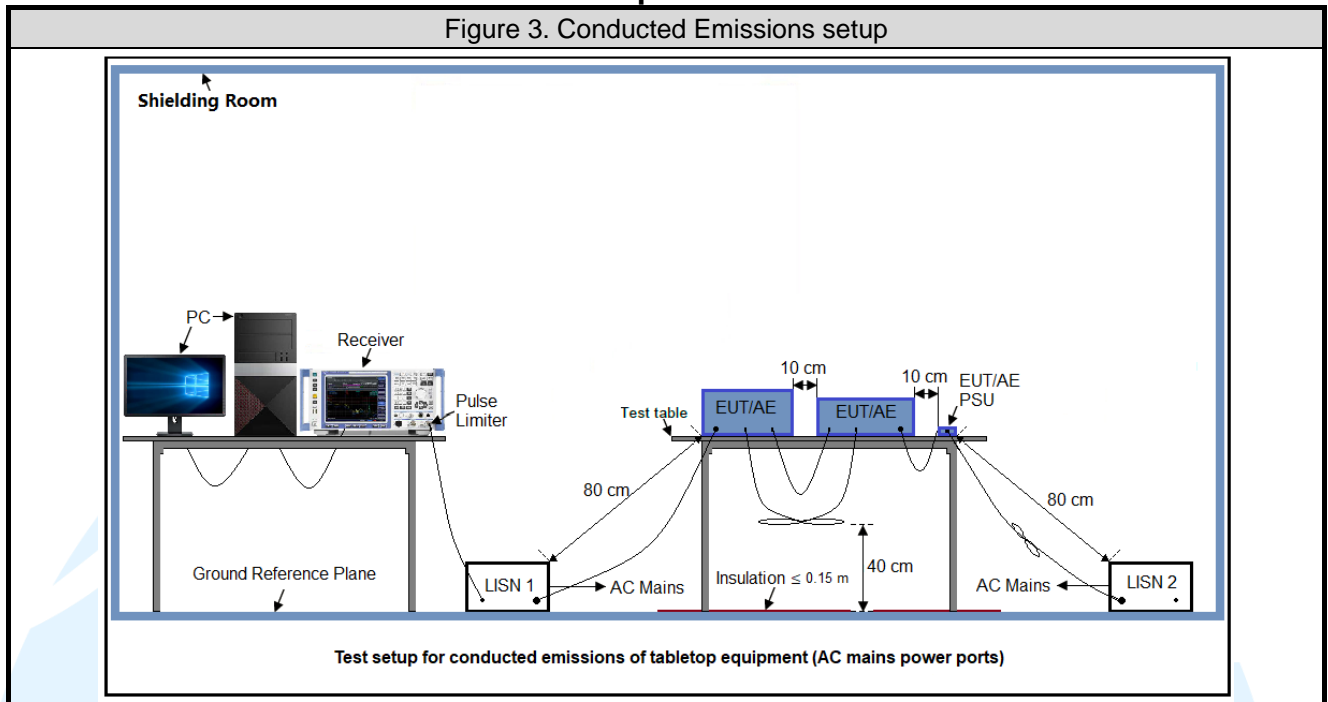 Figure 3. Conducted Emissions setup
Shielding Room
PC
Receiver
Pulse
Limiter
10 cm
10 cm
EUT/AE
PSU
Test table
EUT/AE
EUT/AE
80 cm
80 cm
Ground Reference Plane
LISN 1
AC Mains
Insulation ≤ 0.15 m
40 cm
AC Mains
LISN 2
Test setup for conducted emissions of tabletop equipment (AC mains power ports)